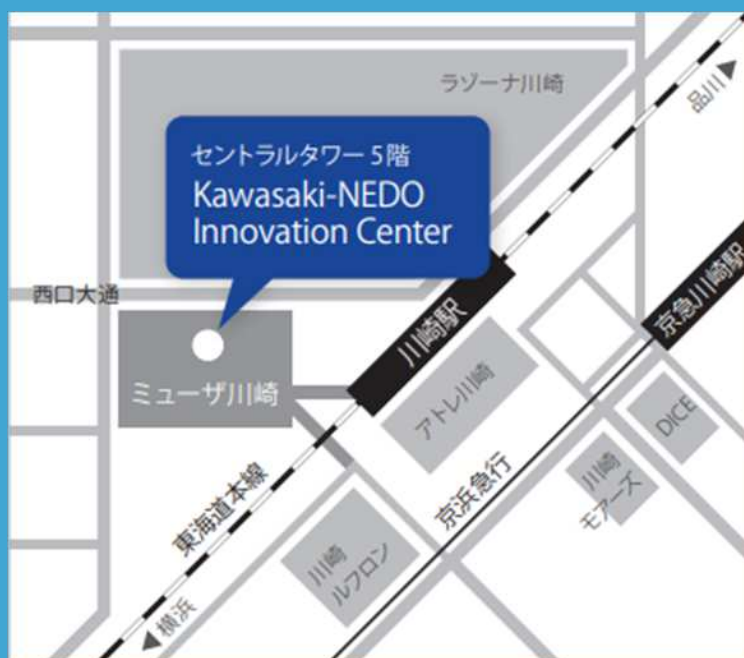 ラゾーナ川崎
品川
セントラルタワー 5階
Kawasaki-NEDO
Innovation Center
西口大通
川崎駅
京急川崎駅
ミューザ川崎
アトレ川崎
DICE
東海道本線
京浜急行
川崎
モアーズ
川崎
ルフロン
横浜